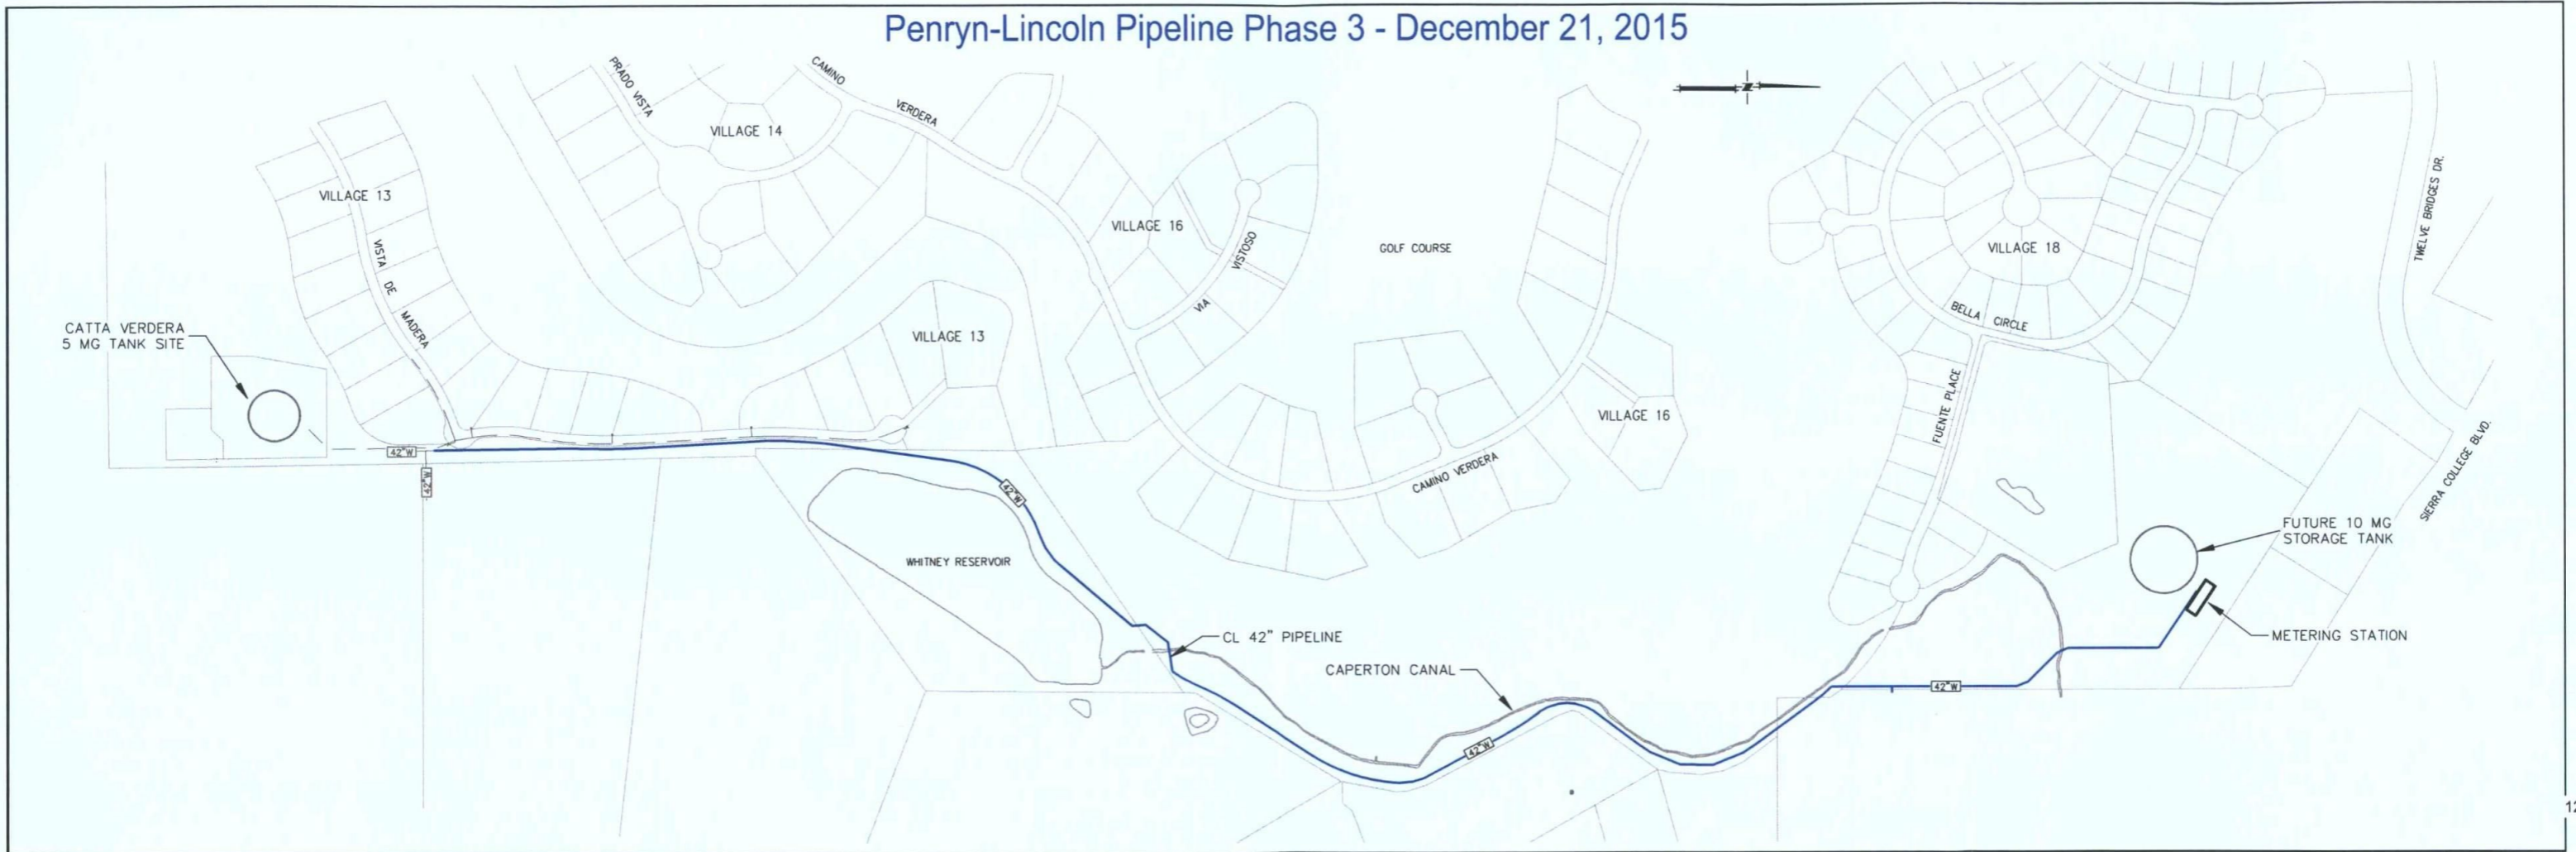 Penryn-Lincoln Pipeline Phase 3 - December 21, 2015
PRADO VISTA
CAMINO
VERDERA
VILLAGE 14
VILLAGE 13
VISTA DE MADERA
VILLAGE 16
VIA VISTOSO
GOLF COURSE
VILLAGE 18
TWELVE BRIDGES DR.
BELLA CIRCLE
CATTA VERDERA
5 MG TANK SITE
VILLAGE 13
FUENTE PLACE
VILLAGE 16
CAMINO VERDERA
SIERRA COLLEGE BLVD.
42"W
42"W
42"W
WHITNEY RESERVOIR
FUTURE 10 MG
STORAGE TANK
CL 42" PIPELINE
METERING STATION
CAPERTON CANAL
42"W
42"W
N
12